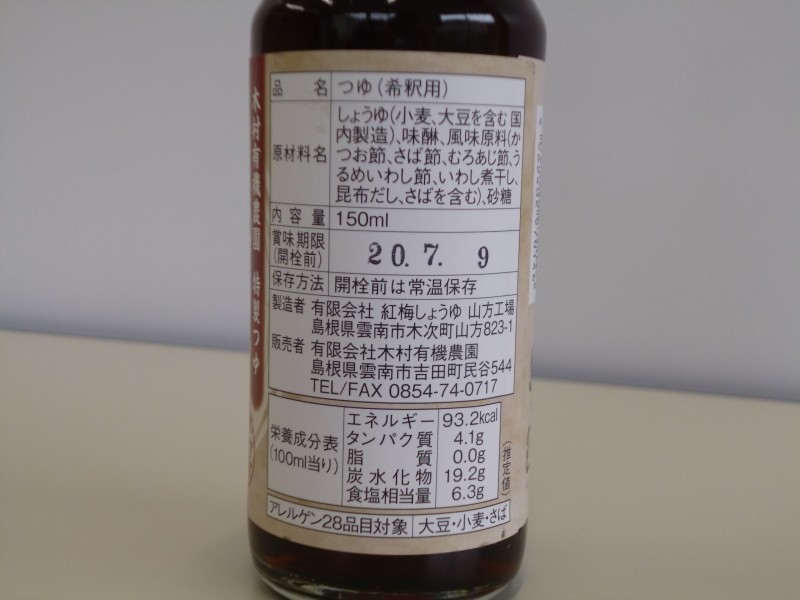 木村有機農園 特製つゆ
品名 つゆ(希釈用)
原材料名 しょうゆ(小麦、大豆を含む国
内製造)、味醂、風味原料(か
つお節、さば節、むろあじ節、う
るめいわし節、いわし煮干し、
昆布だし、さばを含む)、砂糖
内容量 150ml
賞味期限
(開栓前) 20.7.9
保存方法 開栓前は常温保存
製造者 有限会社 紅梅しょうゆ 山方工場
島根県雲南市木次町山方823-1
販売者 有限会社木村有機農園
島根県雲南市吉田町民谷544
TEL/FAX 0854-74-0717
栄養成分表
(100ml当り)
エネルギー 93.2kcal
タンパク質 4.1g
脂質 0.0g
炭水化物 19.2g
食塩相当量 6.3g
(推定値)
アレルゲン28品目対象 大豆・小麦・さば